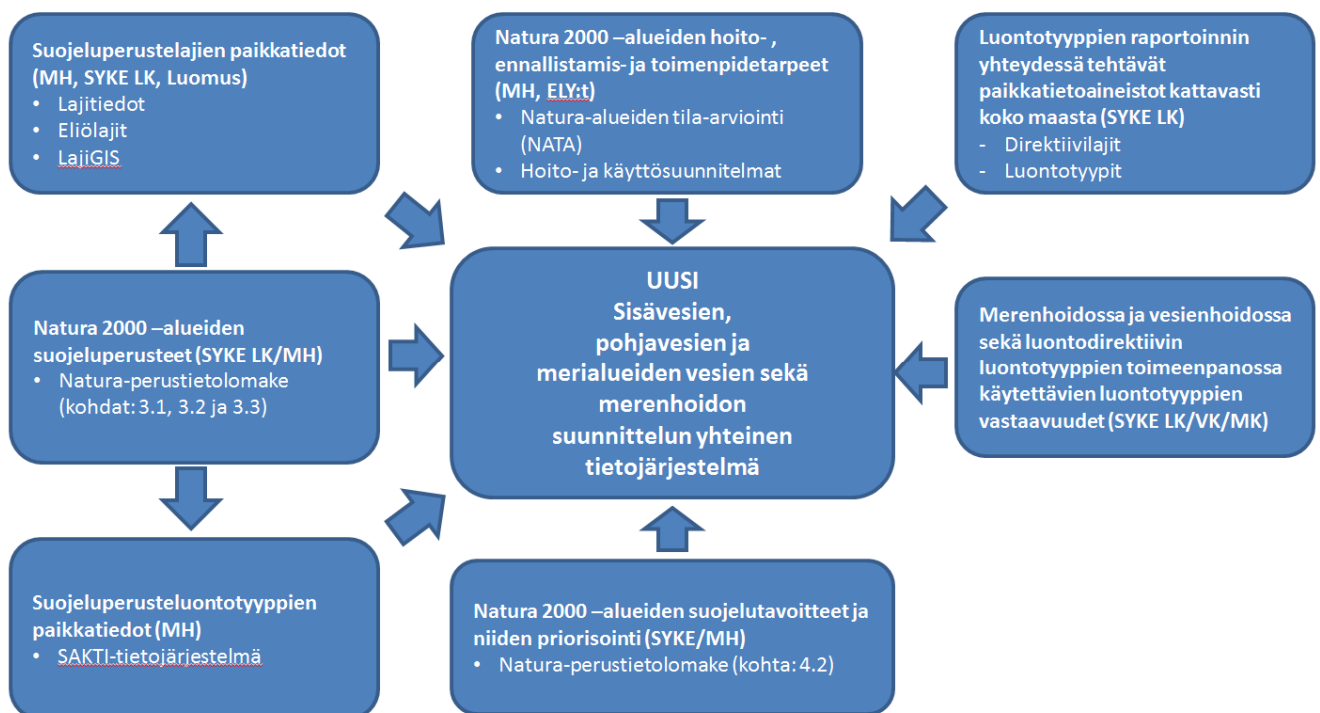 Suojeluperustelajien paikkatiedot
(MH, SYKE LK, Luomus)
• Lajitiedot
• Eliölajit
• LajiGIS
Natura 2000 –alueiden hoito- ,
ennallistamis- ja toimenpidetarpeet
(MH, ELY:t)
• Natura-alueiden tila-arviointi
(NATA)
• Hoito- ja käyttösuunnitelmat
Luontotyyppien raportoinnin
yhteydessä tehtävät
paikkatietoaineistot kattavasti
koko maasta (SYKE LK)
- Direktiivilajit
- Luontotyypit
Natura 2000 –alueiden
suojeluperusteet (SYKE LK/MH)
• Natura-perustietolomake
(kohdat: 3.1, 3.2 ja 3.3)
UUSI
Sisävesien,
pohjavesien ja
merialueiden vesien sekä
merenhoidon
suunnittelun yhteinen
tietojärjestelmä
Merenhoidossa ja vesienhoidossa
sekä luontodirektiivin
luontotyyppien toimeenpanossa
käytettävien luontotyyppien
vastaavuudet (SYKE LK/VK/MK)
Suojeluperusteluontotyyppien
paikkatiedot (MH)
• SAKTI-tietojärjestelmä
Natura 2000 –alueiden suojelutavoitteet ja
niiden priorisointi (SYKE/MH)
• Natura-perustietolomake (kohta: 4.2)